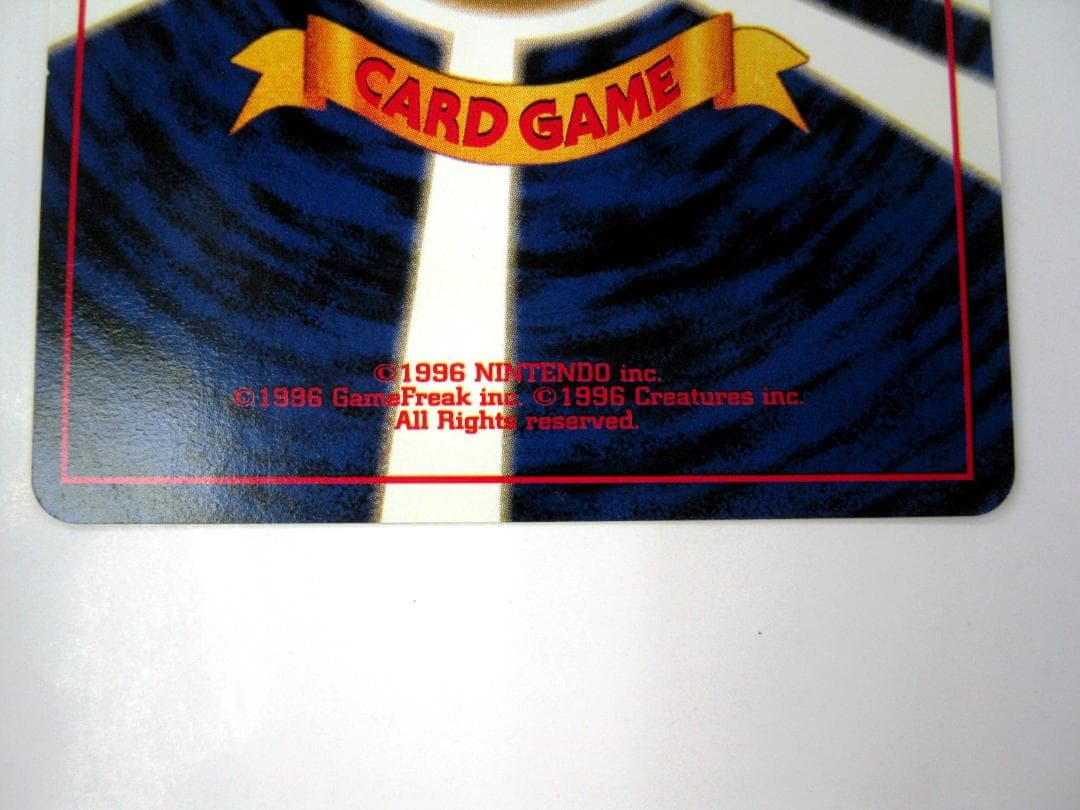 CARD GAME
©1996 NINTENDO inc.
©1996 GameFreak inc. ©1996 Creatures inc.
All Rights reserved.